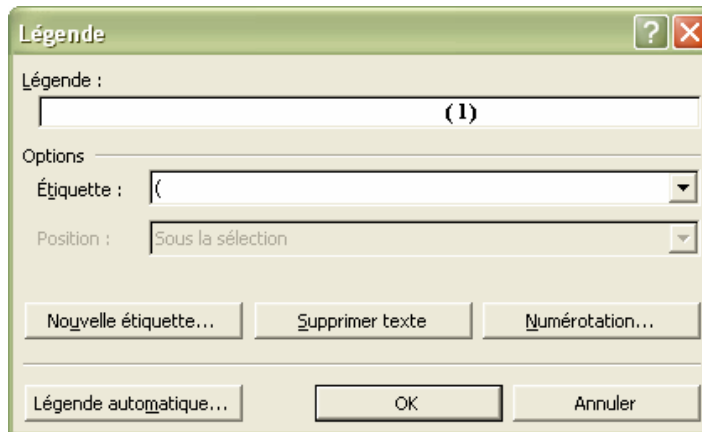 Légende
?
Légende :
(1)
Options
Étiquette : (
Position : Sous la sélection
Nouvelle étiquette... Supprimer texte Numérotation...
Légende automatique... OK Annuler